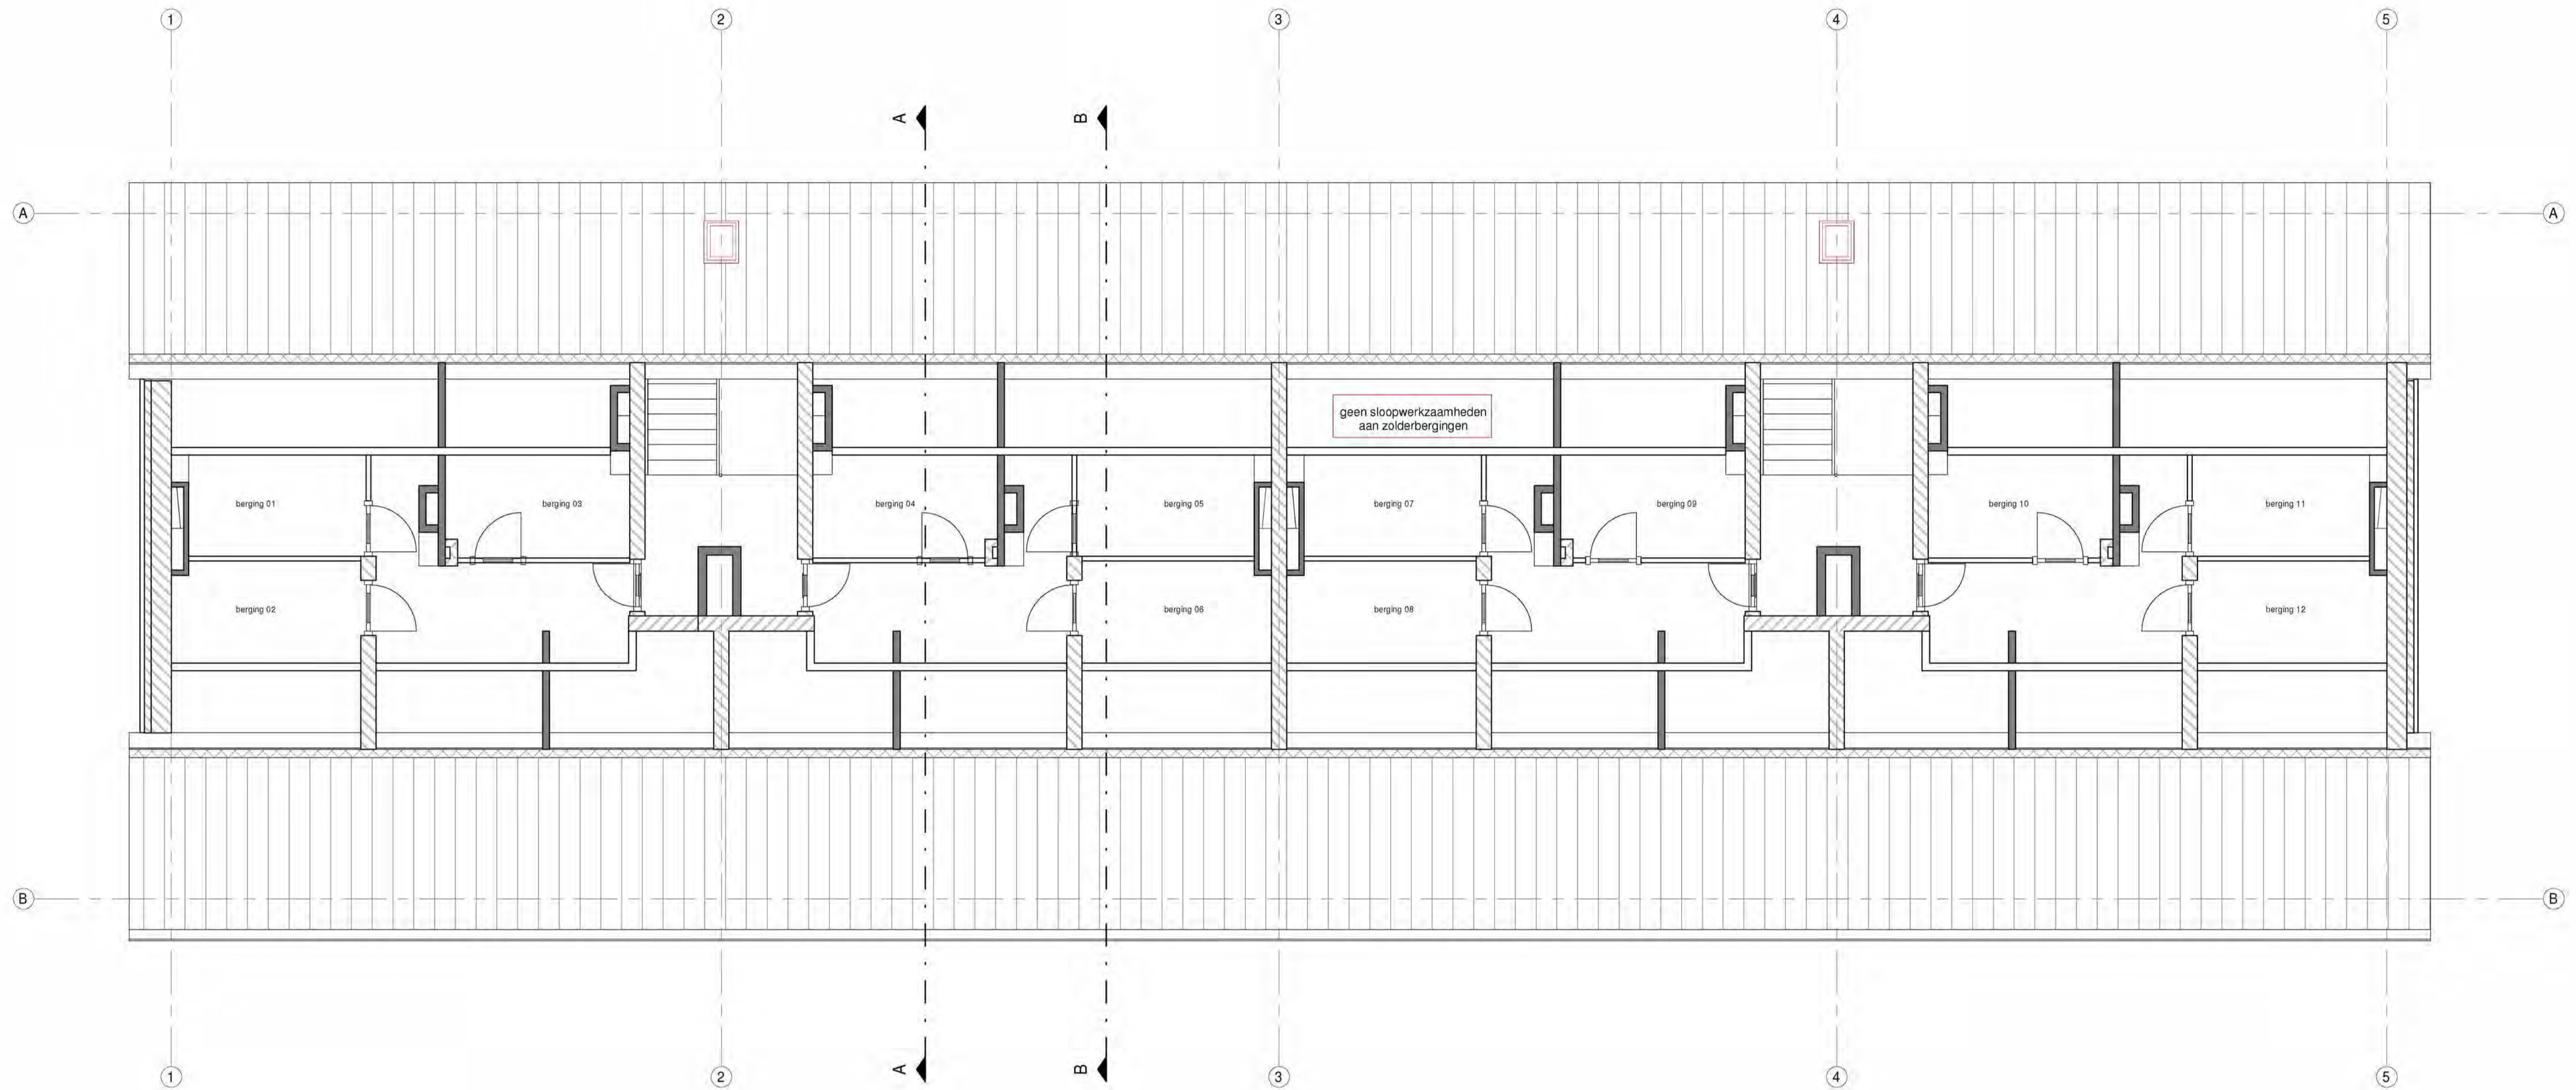 1 2 3 4 5
A B
A A
geen sloopwerkzaamheden
aan zolderbergingen
berging 01 berging 03 berging 04 berging 05 berging 07 berging 09 berging 10 berging 11
berging 02 berging 06 berging 08 berging 12
B B
A B
1 2 3 4 5